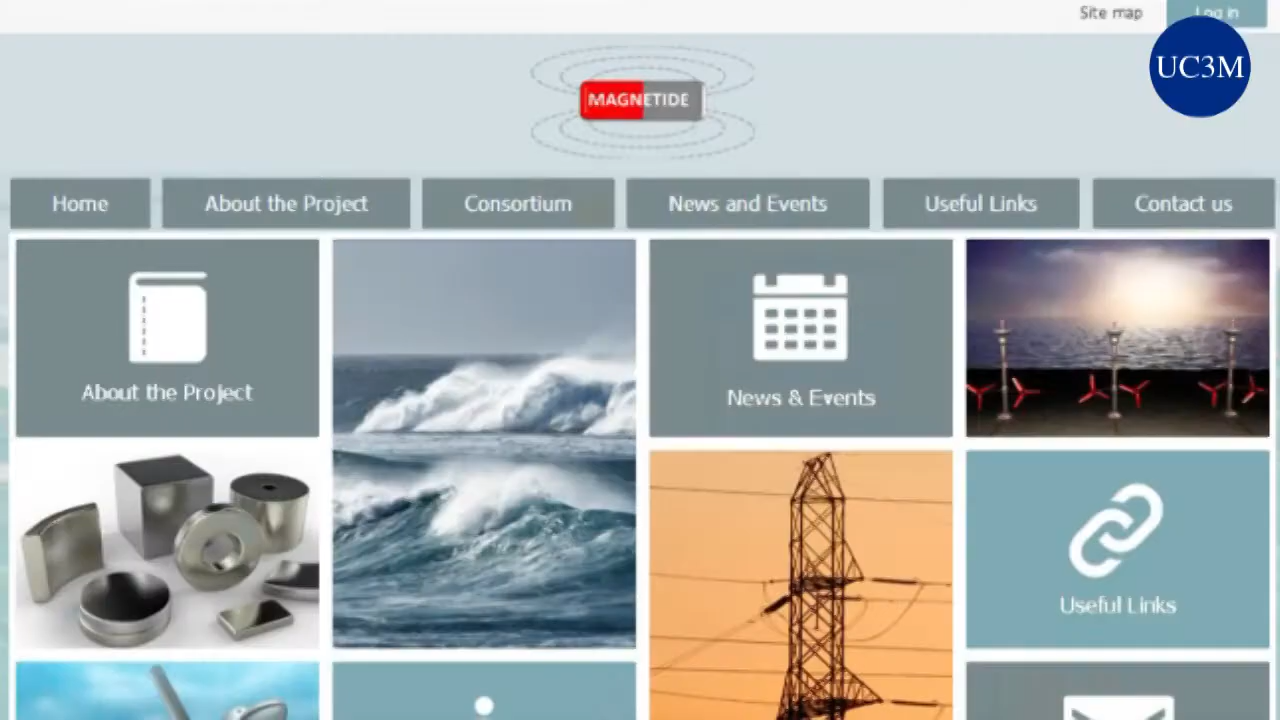 Site map
Log in
UC3M
MAGNETIDE
Home
About the Project
Consortium
News and Events
Useful Links
Contact us
About the Project
News & Events
Useful Links